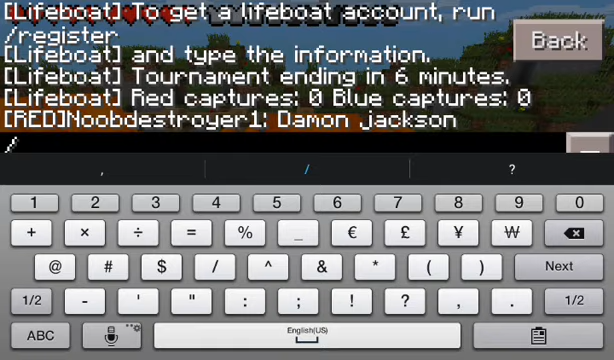 [Lifeboat] To get a lifeboat account, run
/register
Back
[Lifeboat] and type the information.
[Lifeboat] Tournament ending in 6 minutes.
[Lifeboat] Red captures: 0 Blue captures: 0
[RED]Noobdestroyer1: Damon jackson
/
, / ?
1 2 3 4 5 6 7 8 9 0
+ × ÷ = % _ € £ ¥ ₩
@ # $ / ^ & * ( ) Next
1/2 - ' " : ; ! ? , . 1/2
ABC English(US)